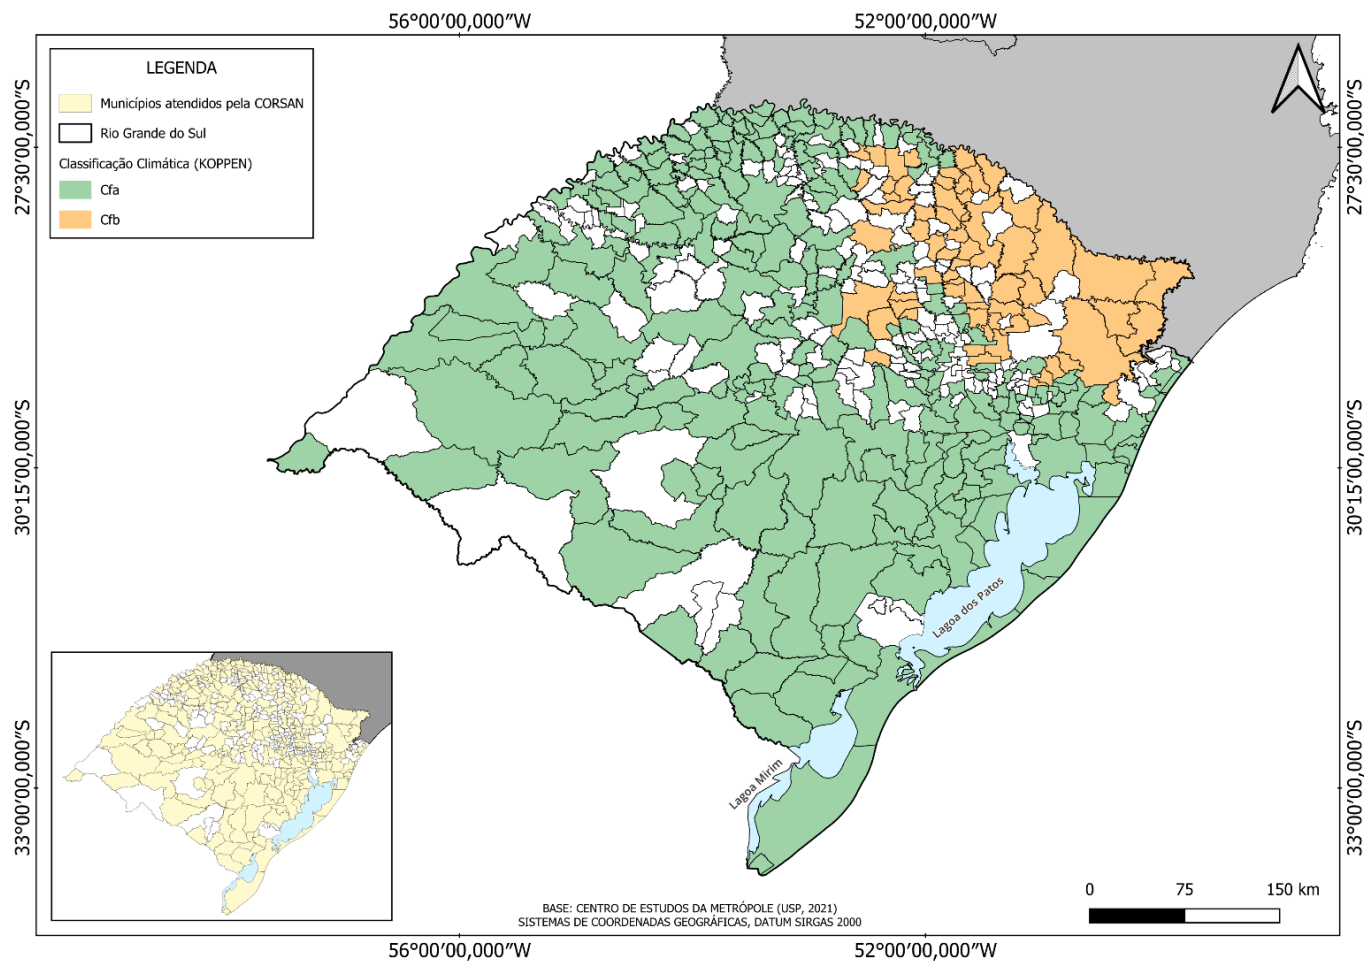 56°00′00,000″W
52°00′00,000″W
LEGENDA
Municípios atendidos pela CORSAN
Rio Grande do Sul
Classificação Climática (KOPPEN)
Cfa
Cfb
27°30′00,000″S
27°30′00,000″S
30°15′00,000″S
30°15′00,000″S
Lagoa dos Patos
33°00′00,000″S
33°00′00,000″S
Lagoa Mirim
0 75 150 km
BASE: CENTRO DE ESTUDOS DA METRÓPOLE (USP, 2021)
SISTEMAS DE COORDENADAS GEOGRÁFICAS, DATUM SIRGAS 2000
56°00′00,000″W
52°00′00,000″W